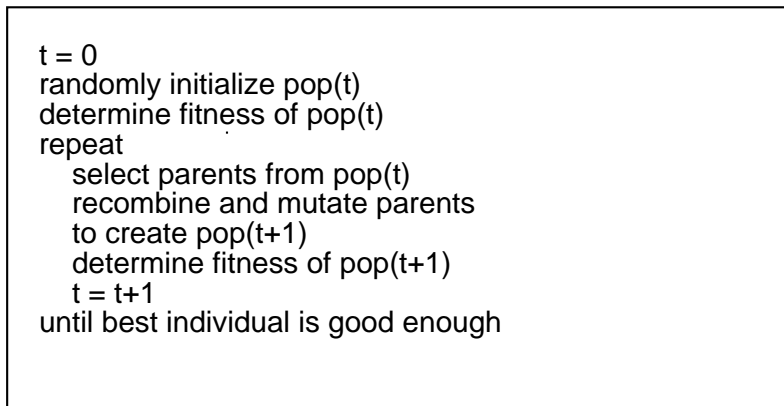 t = 0
randomly initialize pop(t)
determine fitness of pop(t)
repeat
select parents from pop(t)
recombine and mutate parents
to create pop(t+1)
determine fitness of pop(t+1)
t = t+1
until best individual is good enough